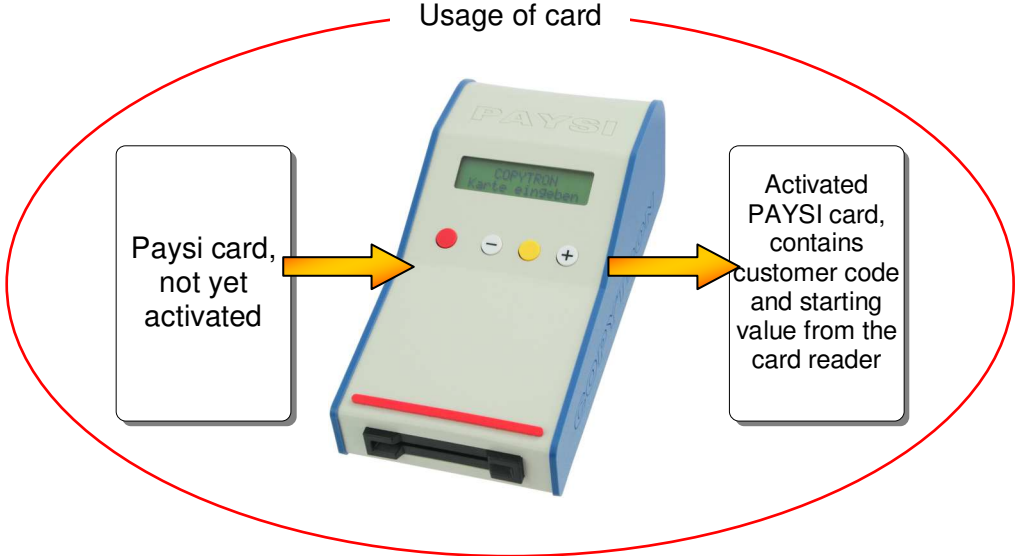 Usage of card
PAYSI
COPYTRON
Karte eingeben
− + 
Paysi card,
not yet
activated
Activated
PAYSI card,
contains
customer code
and starting
value from the
card reader